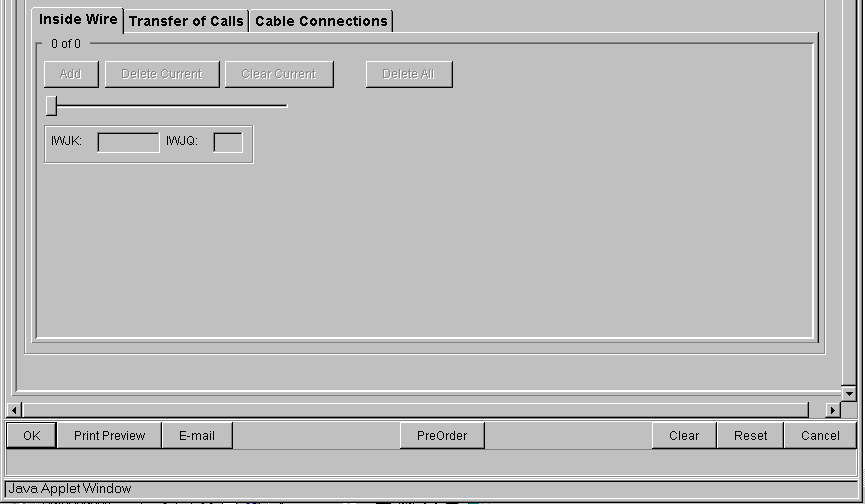 Inside Wire Transfer of Calls Cable Connections
0 of 0
Add Delete Current Clear Current Delete All
IWJK: IWJQ:
OK Print Preview E-mail PreOrder Clear Reset Cancel
Java Applet Window